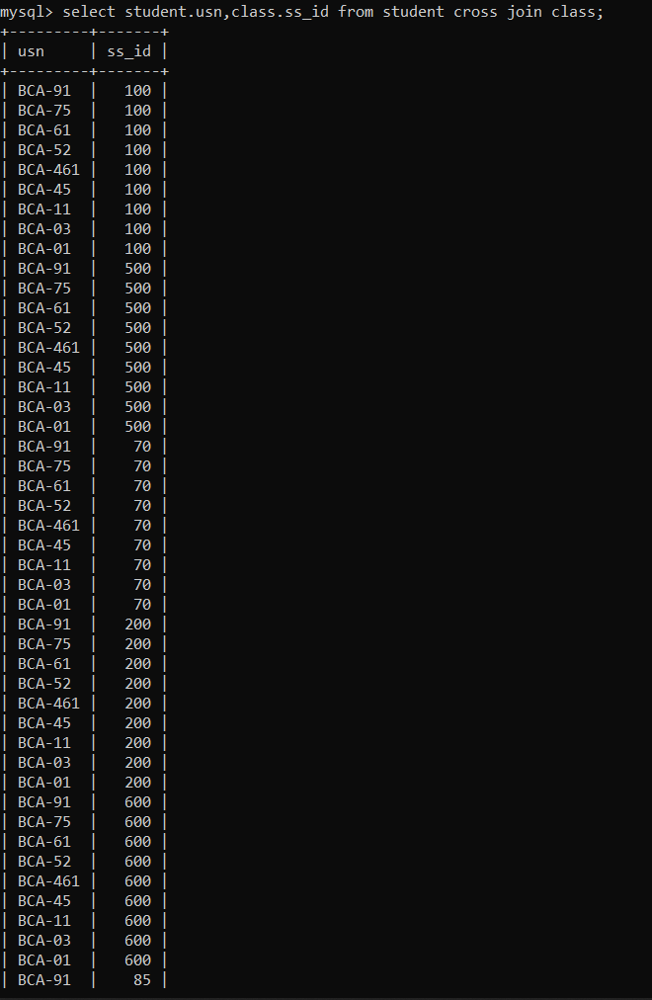 mysql> select student.usn,class.ss_id from student cross join class;
+---------+-------+
| usn     | ss_id |
+---------+-------+
| BCA-91  |   100 |
| BCA-75  |   100 |
| BCA-61  |   100 |
| BCA-52  |   100 |
| BCA-461 |   100 |
| BCA-45  |   100 |
| BCA-11  |   100 |
| BCA-03  |   100 |
| BCA-01  |   100 |
| BCA-91  |   500 |
| BCA-75  |   500 |
| BCA-61  |   500 |
| BCA-52  |   500 |
| BCA-461 |   500 |
| BCA-45  |   500 |
| BCA-11  |   500 |
| BCA-03  |   500 |
| BCA-01  |   500 |
| BCA-91  |    70 |
| BCA-75  |    70 |
| BCA-61  |    70 |
| BCA-52  |    70 |
| BCA-461 |    70 |
| BCA-45  |    70 |
| BCA-11  |    70 |
| BCA-03  |    70 |
| BCA-01  |    70 |
| BCA-91  |   200 |
| BCA-75  |   200 |
| BCA-61  |   200 |
| BCA-52  |   200 |
| BCA-461 |   200 |
| BCA-45  |   200 |
| BCA-11  |   200 |
| BCA-03  |   200 |
| BCA-01  |   200 |
| BCA-91  |   600 |
| BCA-75  |   600 |
| BCA-61  |   600 |
| BCA-52  |   600 |
| BCA-461 |   600 |
| BCA-45  |   600 |
| BCA-11  |   600 |
| BCA-03  |   600 |
| BCA-01  |   600 |
| BCA-91  |    85 |